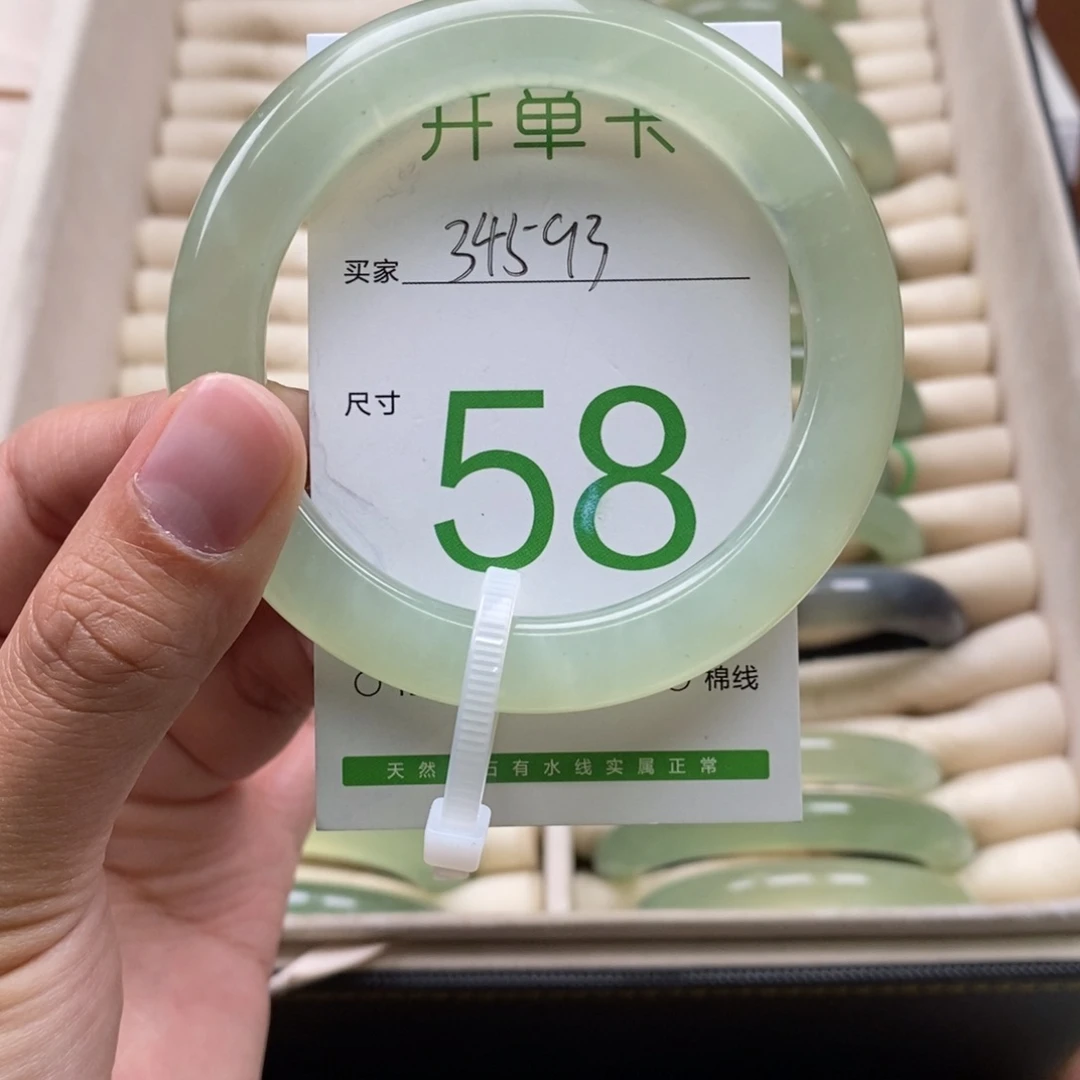 开单卡
买家 345-93
尺寸 58
棉线
天然 石有水线实属正常